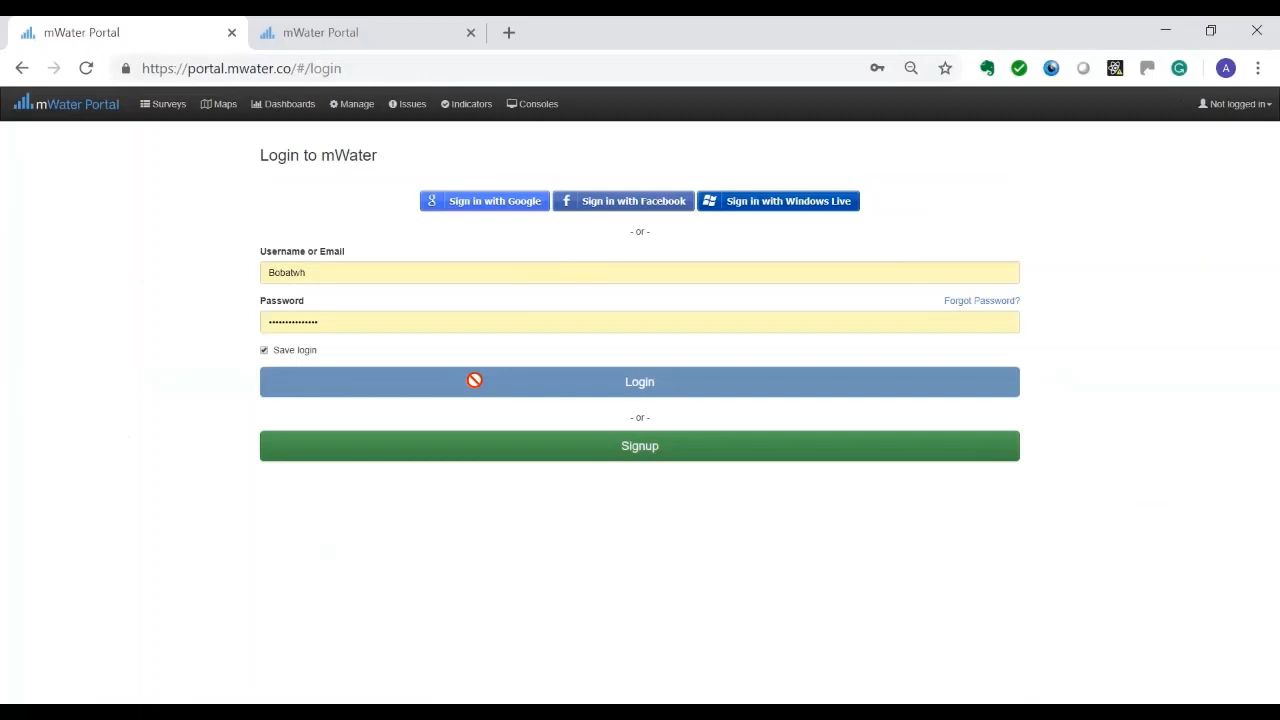 mWater Portal mWater Portal
https://portal.mwater.co/#/login A
mWater Portal Surveys Maps Dashboards Manage Issues Indicators Consoles Not logged in
Login to mWater
Sign in with Google Sign in with Facebook Sign in with Windows Live
- or -
Username or Email
Bobatwh
Password Forgot Password?
Save login
Login
- or -
Signup